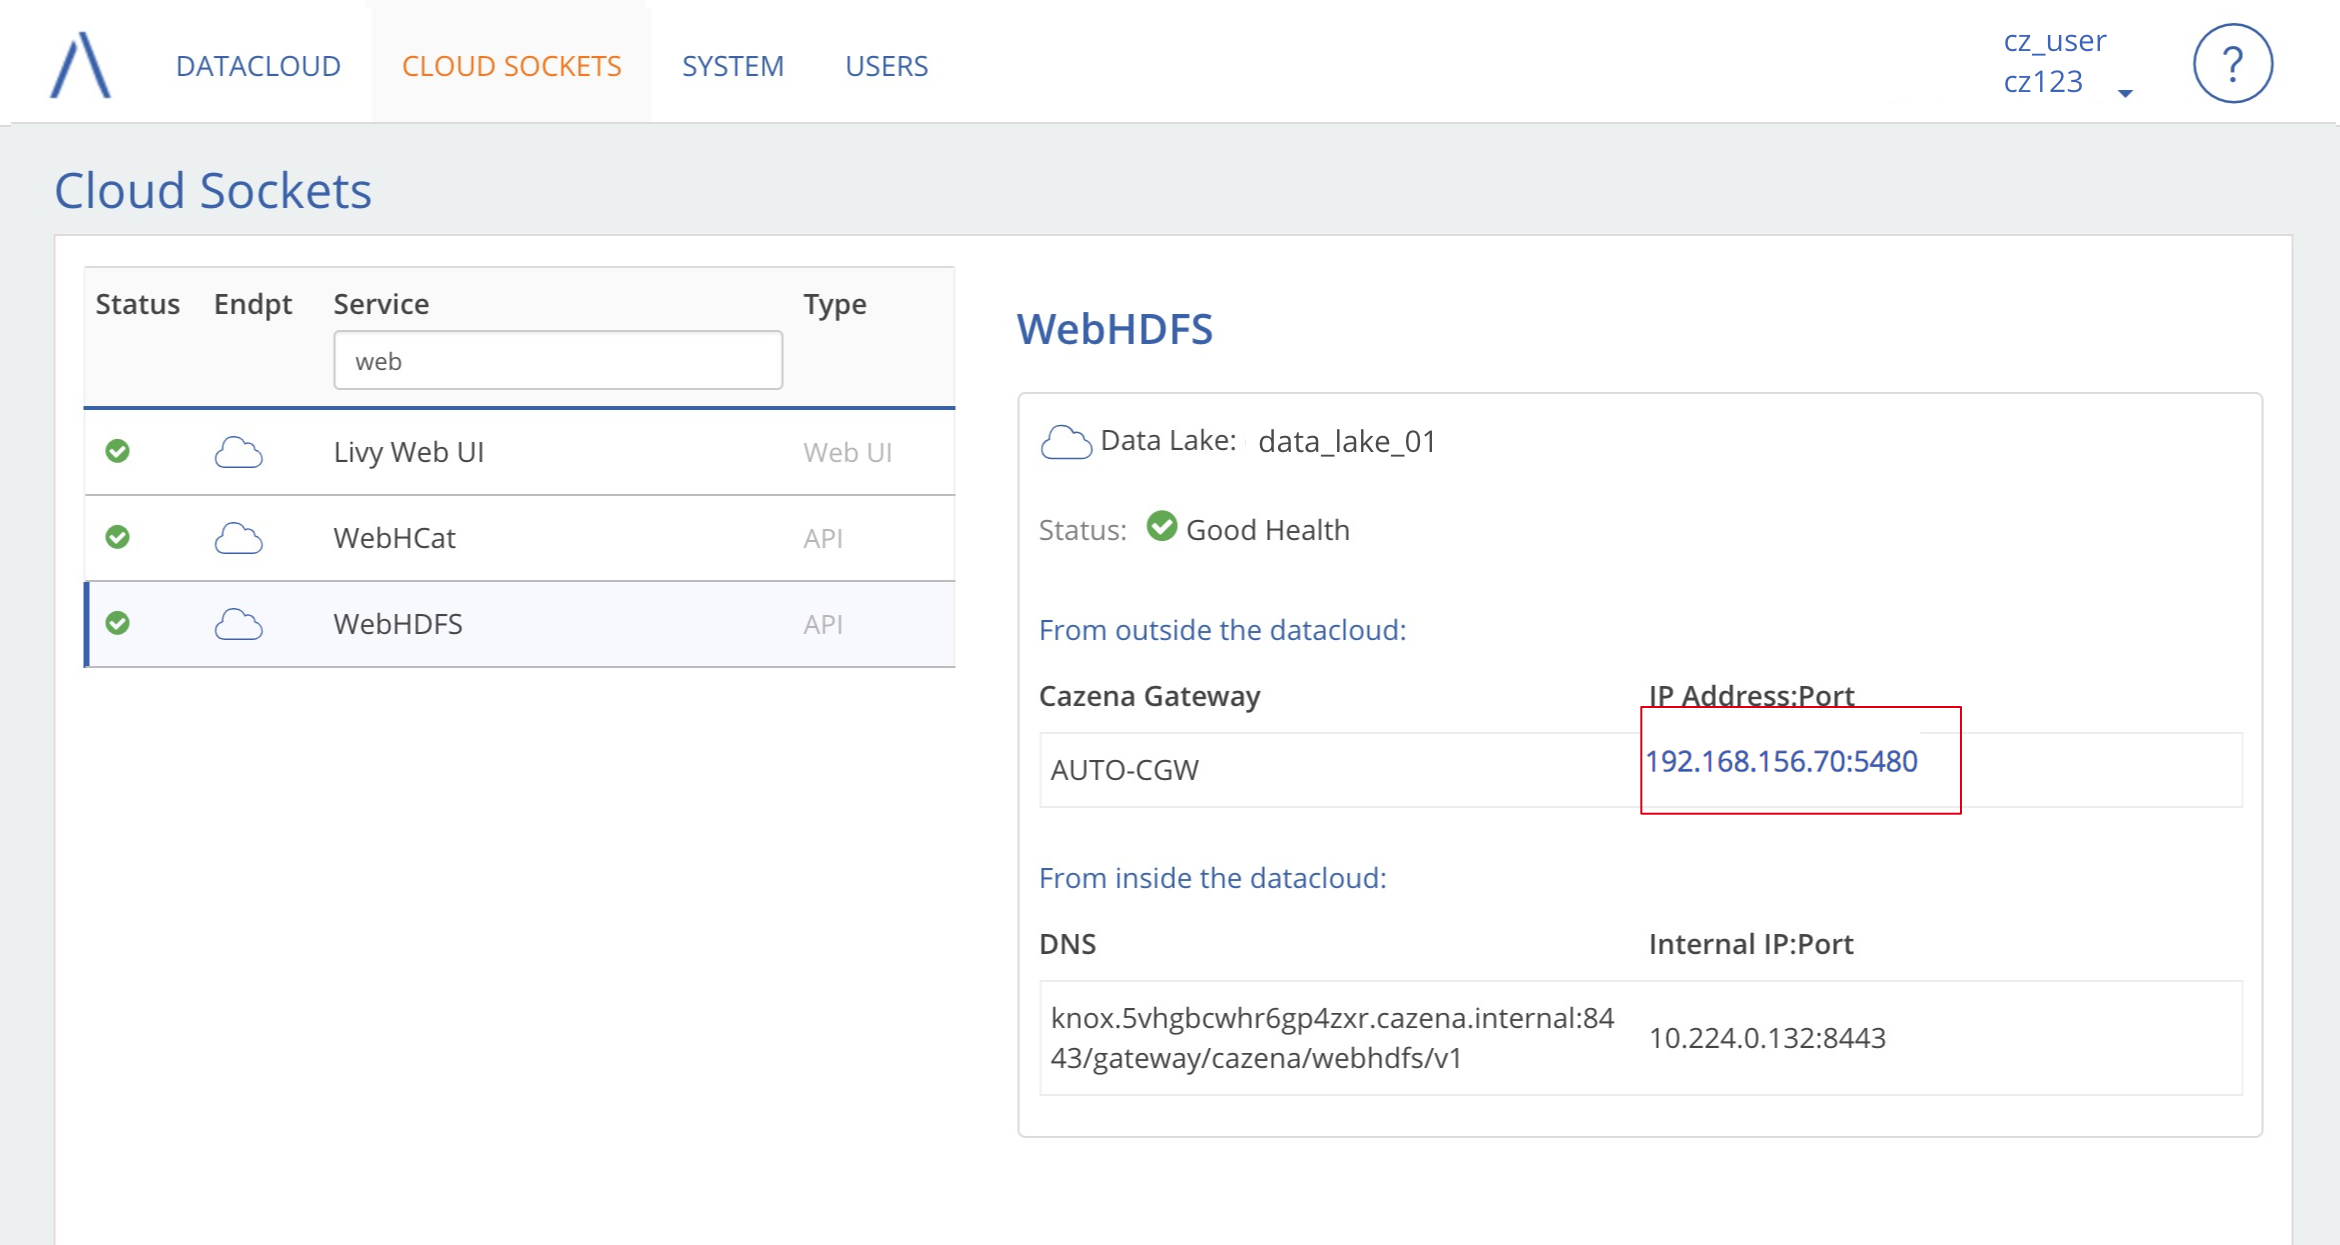 DATACLOUD CLOUD SOCKETS SYSTEM USERS
cz_user
cz123
?
Cloud Sockets
Status Endpt Service Type
web
Livy Web UI Web UI
WebHCat API
WebHDFS API
WebHDFS
Data Lake: data_lake_01
Status: Good Health
From outside the datacloud:
Cazena Gateway IP Address:Port
AUTO-CGW 192.168.156.70:5480
From inside the datacloud:
DNS Internal IP:Port
knox.5vhgbcwhr6gp4zxr.cazena.internal:84
43/gateway/cazena/webhdfs/v1
10.224.0.132:8443